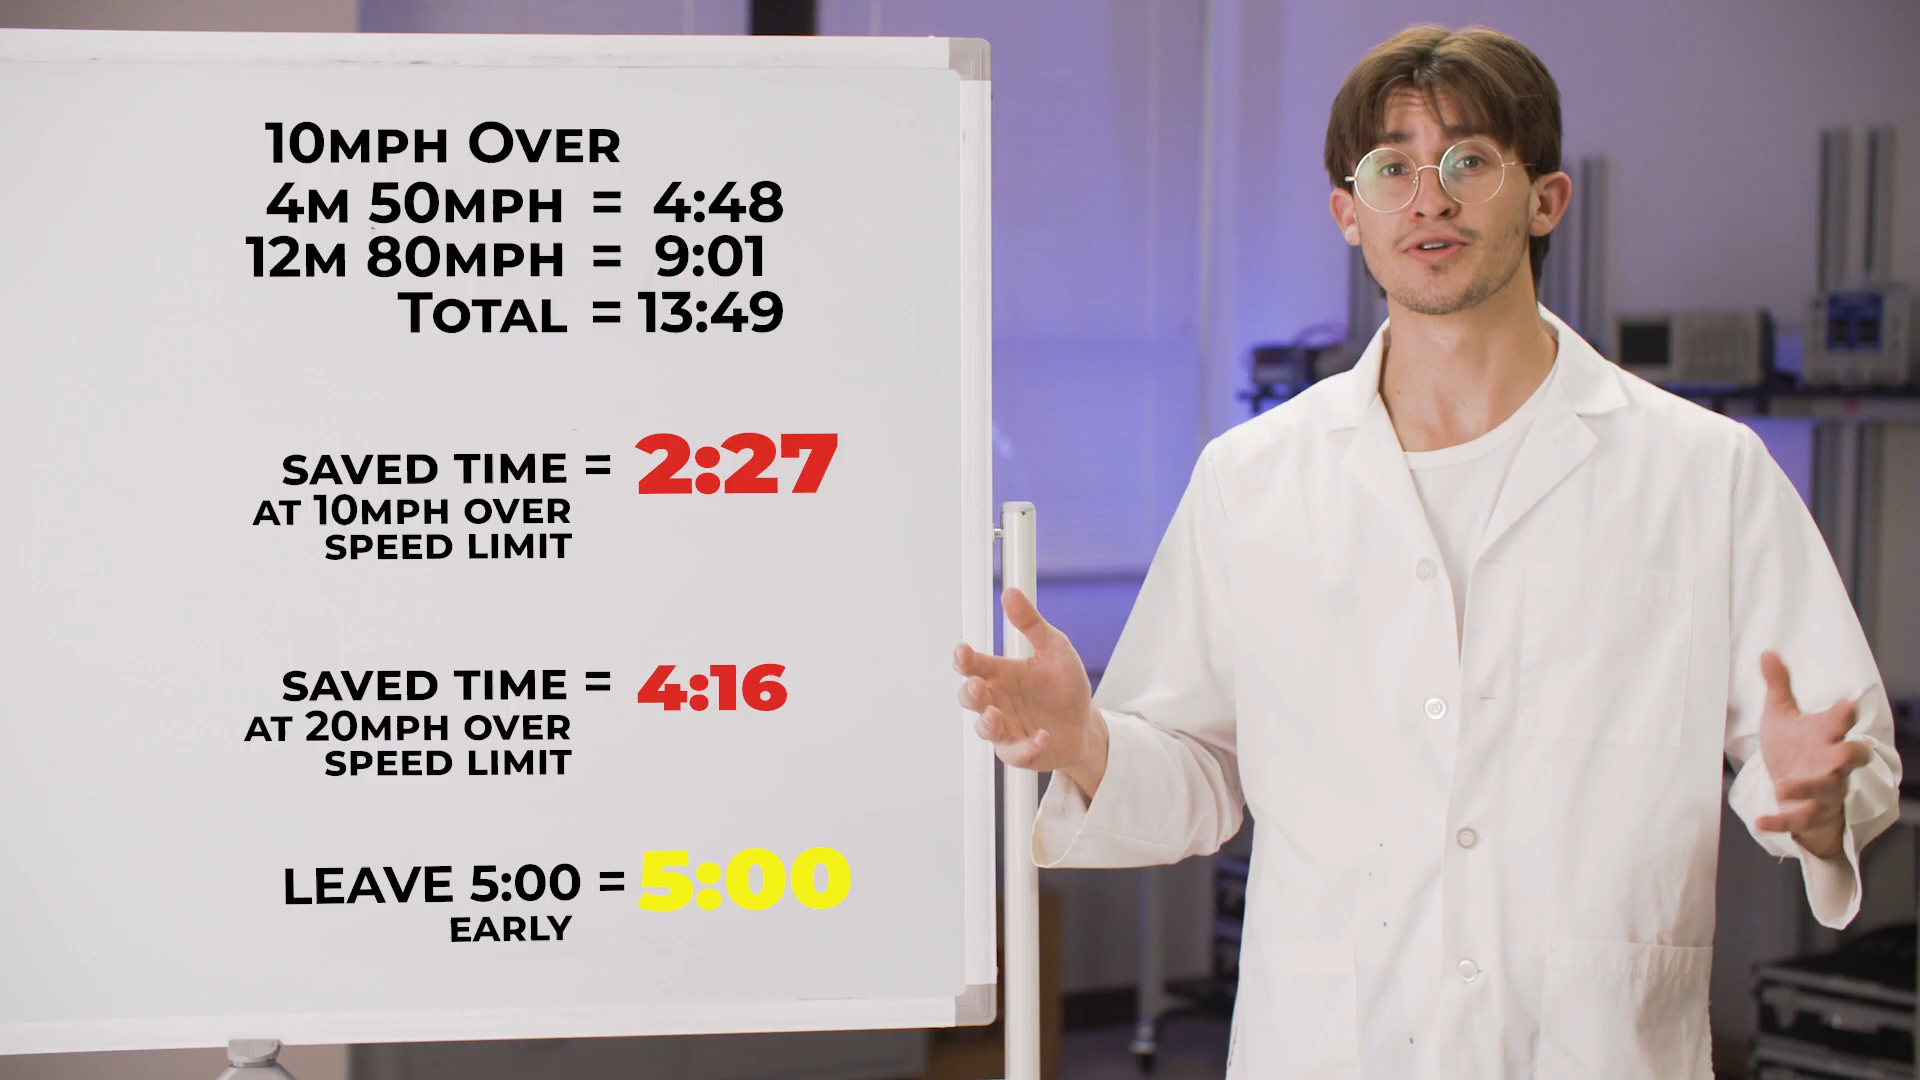 10MPH OVER
4M 50MPH = 4:48
12M 80MPH = 9:01
TOTAL = 13:49
SAVED TIME = 2:27
AT 10MPH OVER
SPEED LIMIT
SAVED TIME = 4:16
AT 20MPH OVER
SPEED LIMIT
LEAVE 5:00 = 5:00
EARLY